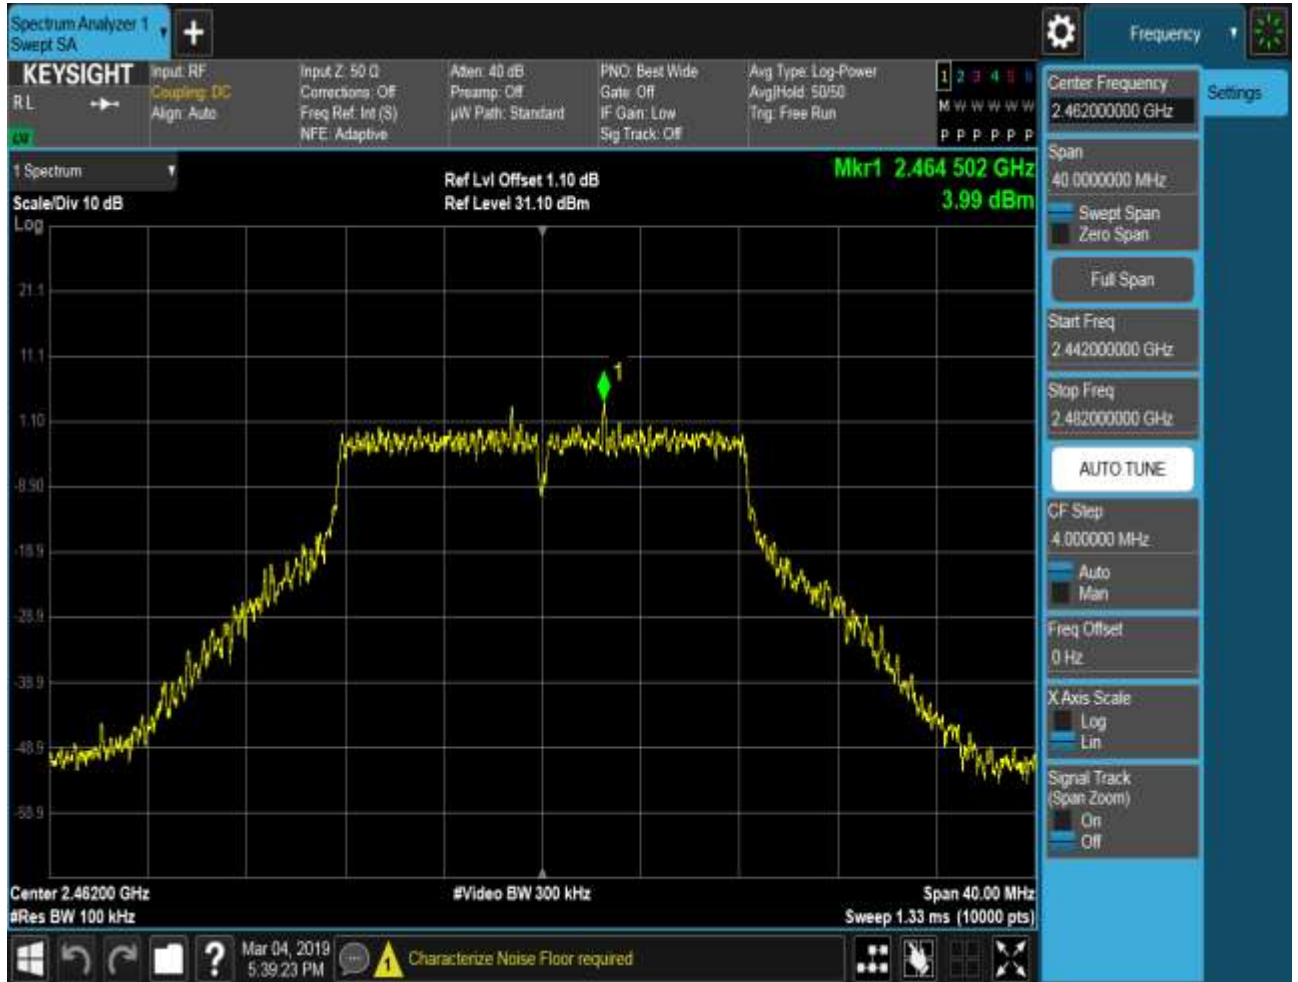 Spectrum Analyzer 1
Swept SA
+
Frequency
KEYSIGHT
RL
Input: RF
Coupling: DC
Align: Auto
Input Z: 50 Ω
Corrections: Off
Freq Ref: Int (S)
NFE: Adaptive
Atten: 40 dB
Preamp: Off
µW Path: Standard
PNO: Best Wide
Gate: Off
IF Gain: Low
Sig Track: Off
Avg Type: Log-Power
Avg|Hold: 50/50
Trig: Free Run
1 2 3 4 5 6
M W W W W W
P P P P P P
1 Spectrum
Scale/Div 10 dB
Ref Lvl Offset 1.10 dB
Ref Level 31.10 dBm
Mkr1 2.464 502 GHz
3.99 dBm
Log
21.1
11.1
1.10
-8.90
-18.9
-28.9
-38.9
-48.9
-58.9
1
Center 2.46200 GHz
#Res BW 100 kHz
#Video BW 300 kHz
Span 40.00 MHz
Sweep 1.33 ms (10000 pts)
Center Frequency
2.462000000 GHz
Settings
Span
40.0000000 MHz
Swept Span
Zero Span
Full Span
Start Freq
2.442000000 GHz
Stop Freq
2.482000000 GHz
AUTO TUNE
CF Step
4.000000 MHz
Auto
Man
Freq Offset
0 Hz
X Axis Scale
Log
Lin
Signal Track
(Span Zoom)
On
Off
?
Mar 04, 2019
5:39:23 PM
1
Characterize Noise Floor required